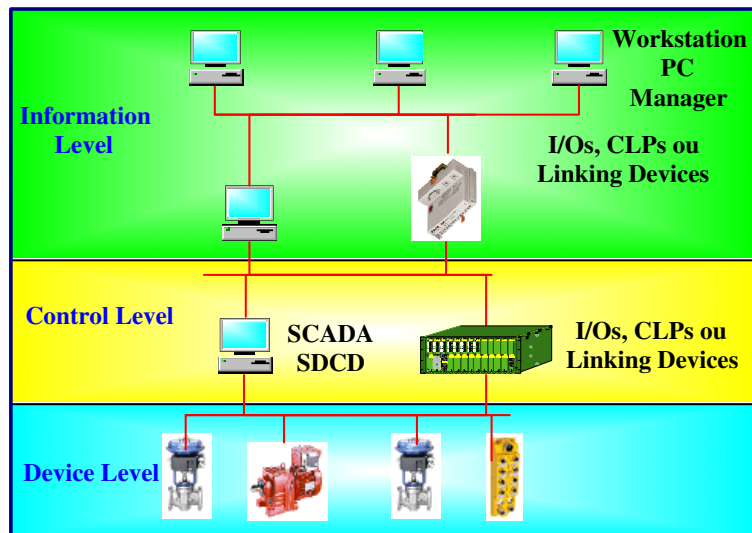 Workstation
PC
Manager
Information
Level
I/Os, CLPs ou
Linking Devices
Control Level
SCADA
SDCD
I/Os, CLPs ou
Linking Devices
Device Level